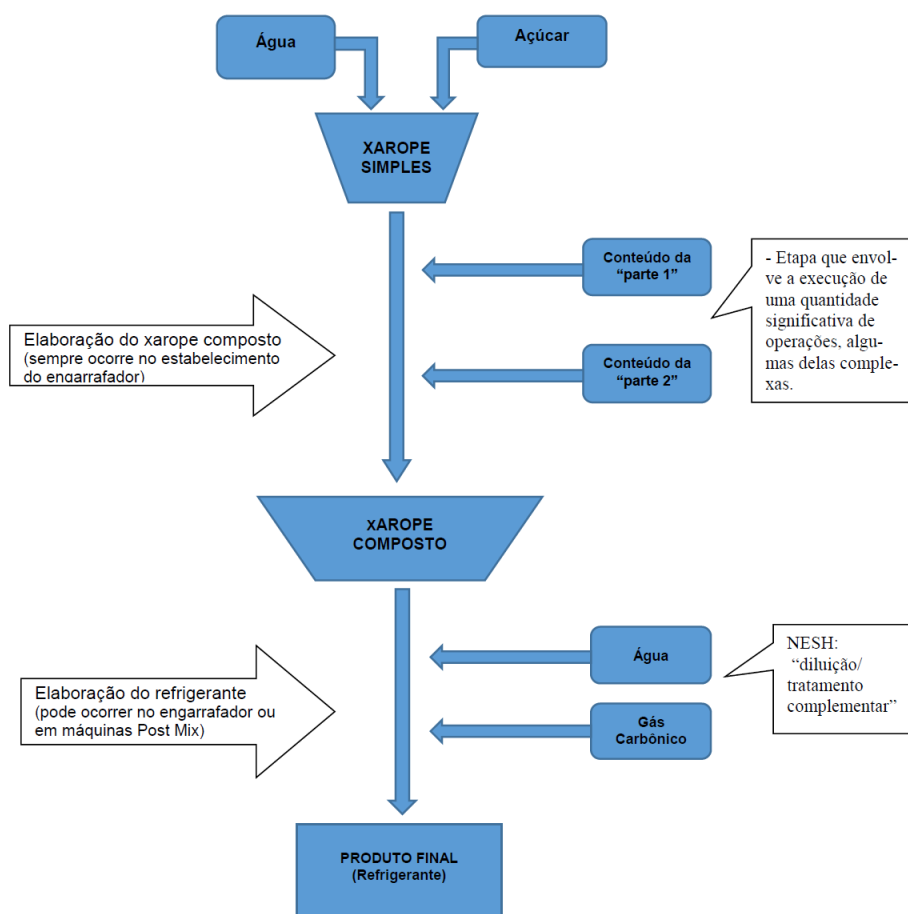 Água
Açúcar
XAROPE
SIMPLES
Conteúdo da
“parte 1”
- Etapa que envol-
ve a execução de
uma quantidade
significativa de
operações, algu-
mas delas comple-
xas.
Elaboração do xarope composto
(sempre ocorre no estabelecimento
do engarrafador)
Conteúdo da
“parte 2”
xAROPE
COMPOSTO
Água
NESH:
“diluição/
tratamento
complementar”
Elaboração do refrigerante
(pode ocorrer no engarrafador ou
em máquinas Post Mix)
Gás
Carbônico
PRODUTO FINAL
(Refrigerante)